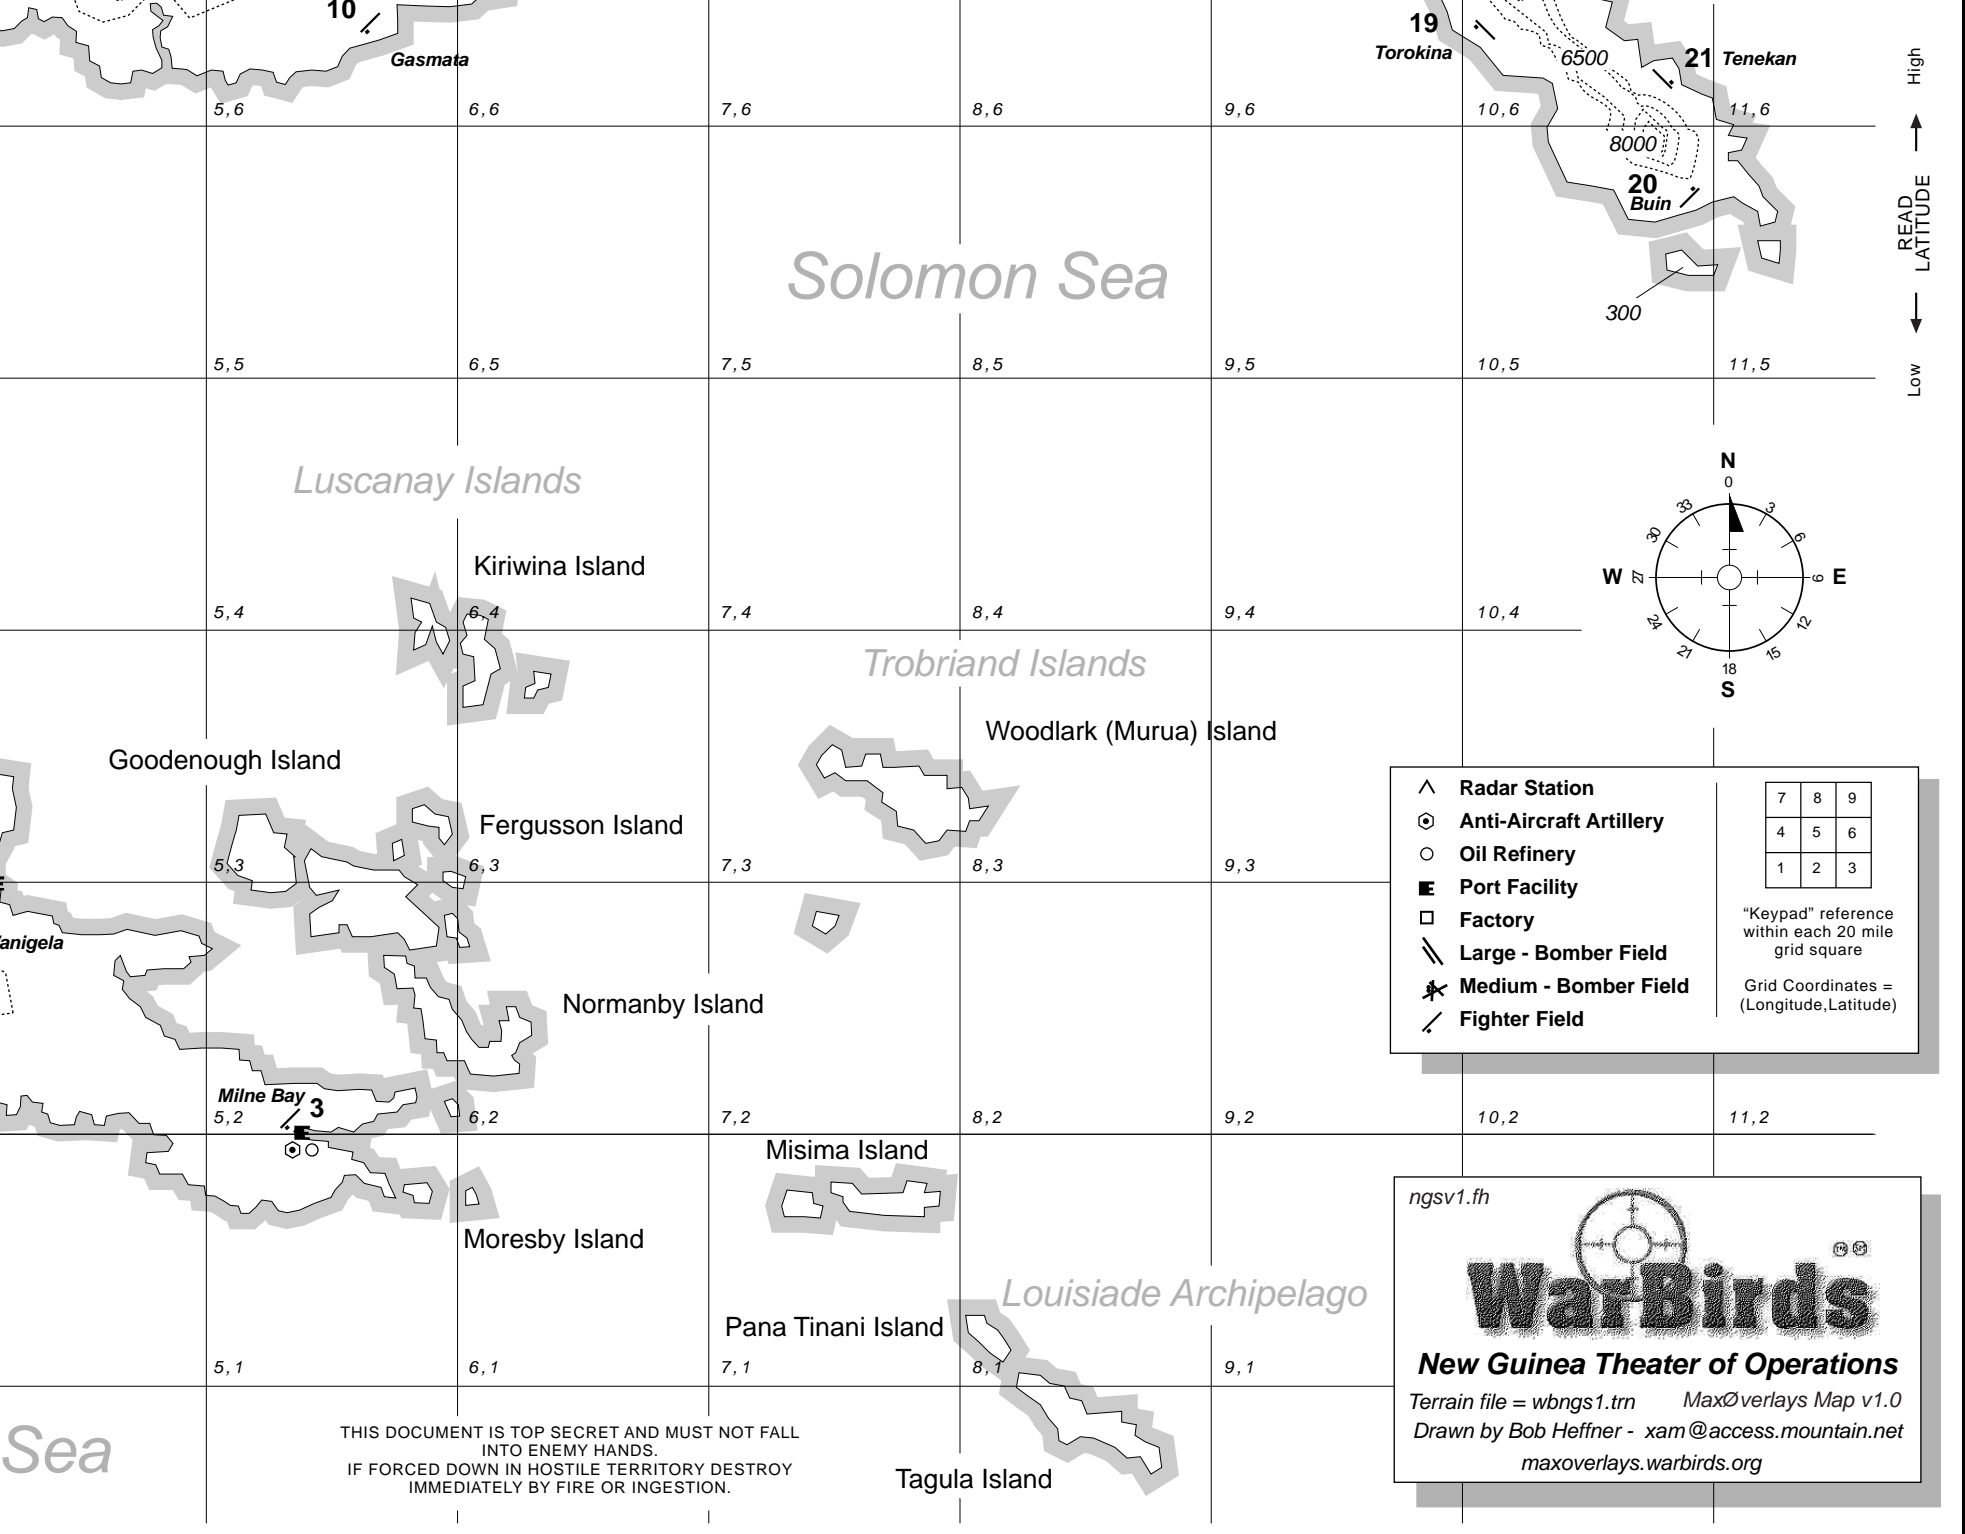 10
Gasmata
19
Torokina
6500
21 Tenekan
High
5,6
6,6
7,6
8,6
9,6
10,6
11,6
8000
20
Buin
READ
LATITUDE
Solomon Sea
300
Low
5,5
6,5
7,5
8,5
9,5
10,5
11,5
Luscanay Islands
N
0
3
6
9
12
15
18
21
24
27
30
33
W
E
S
Kiriwina Island
5,4
6,4
7,4
8,4
9,4
10,4
Trobriand Islands
Woodlark (Murua) Island
Goodenough Island
Fergusson Island
5,3
6,3
7,3
8,3
9,3
anigela
Normanby Island
Radar Station
Anti-Aircraft Artillery
Oil Refinery
Port Facility
Factory
Large - Bomber Field
Medium - Bomber Field
Fighter Field
7 8 9
4 5 6
1 2 3
“Keypad” reference
within each 20 mile
grid square
Grid Coordinates =
(Longitude,Latitude)
Milne Bay
3
5,2
6,2
7,2
8,2
9,2
10,2
11,2
Misima Island
Moresby Island
Louisiade Archipelago
Pana Tinani Island
5,1
6,1
7,1
8,1
9,1
Sea
THIS DOCUMENT IS TOP SECRET AND MUST NOT FALL
INTO ENEMY HANDS.
IF FORCED DOWN IN HOSTILE TERRITORY DESTROY
IMMEDIATELY BY FIRE OR INGESTION.
Tagula Island
ngsv1.fh
WarBirds
New Guinea Theater of Operations
Terrain file = wbngs1.trn MaxØverlays Map v1.0
Drawn by Bob Heffner - xam@access.mountain.net
maxoverlays.warbirds.org